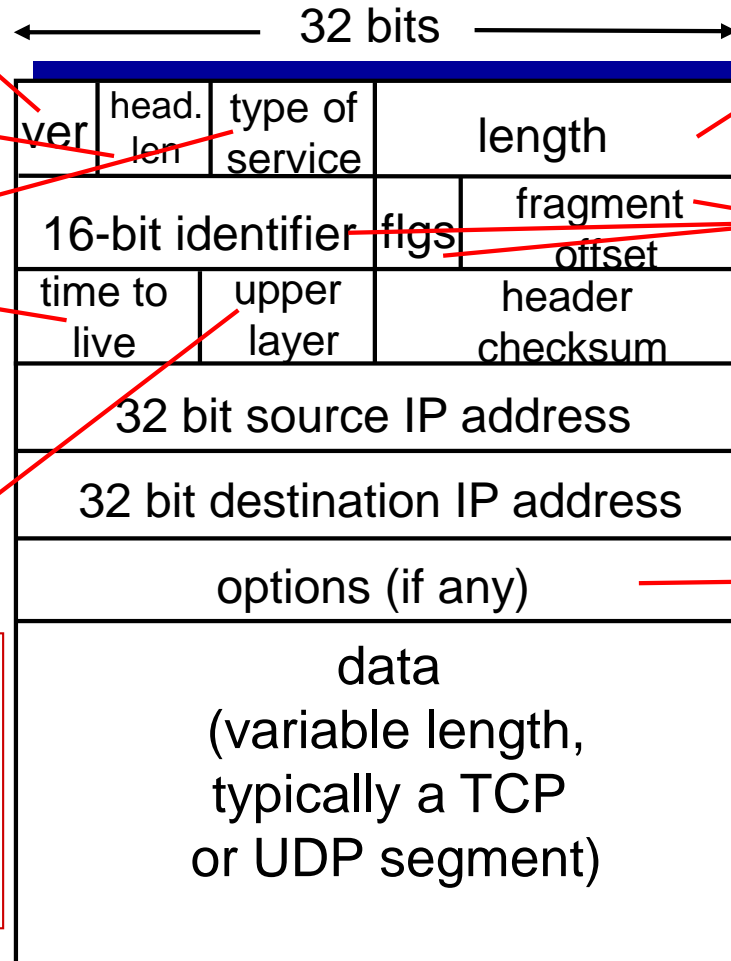 32 bits
ver
head.
len
type of
service
length
16-bit identifier
flgs
fragment
offset
time to
live
upper
layer
header
checksum
32 bit source IP address
32 bit destination IP address
options (if any)
data
(variable length,
typically a TCP
or UDP segment)